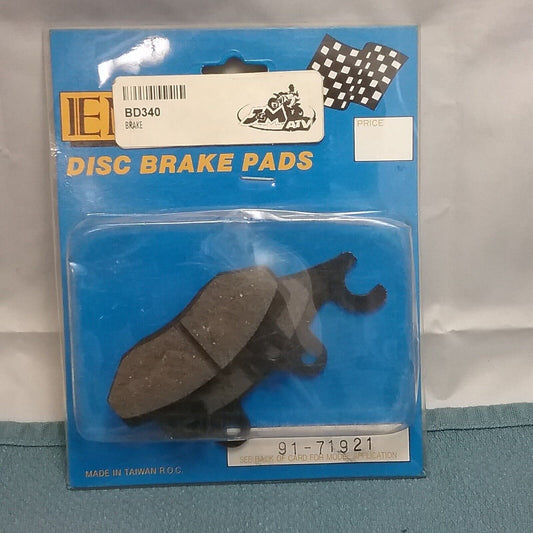 BD340
BRAKE
ATV
PRICE
DISC BRAKE PADS
91-71921
SEE BACK OF CARD FOR MODEL APPLICATION
MADE IN TAIWAN R.O.C.